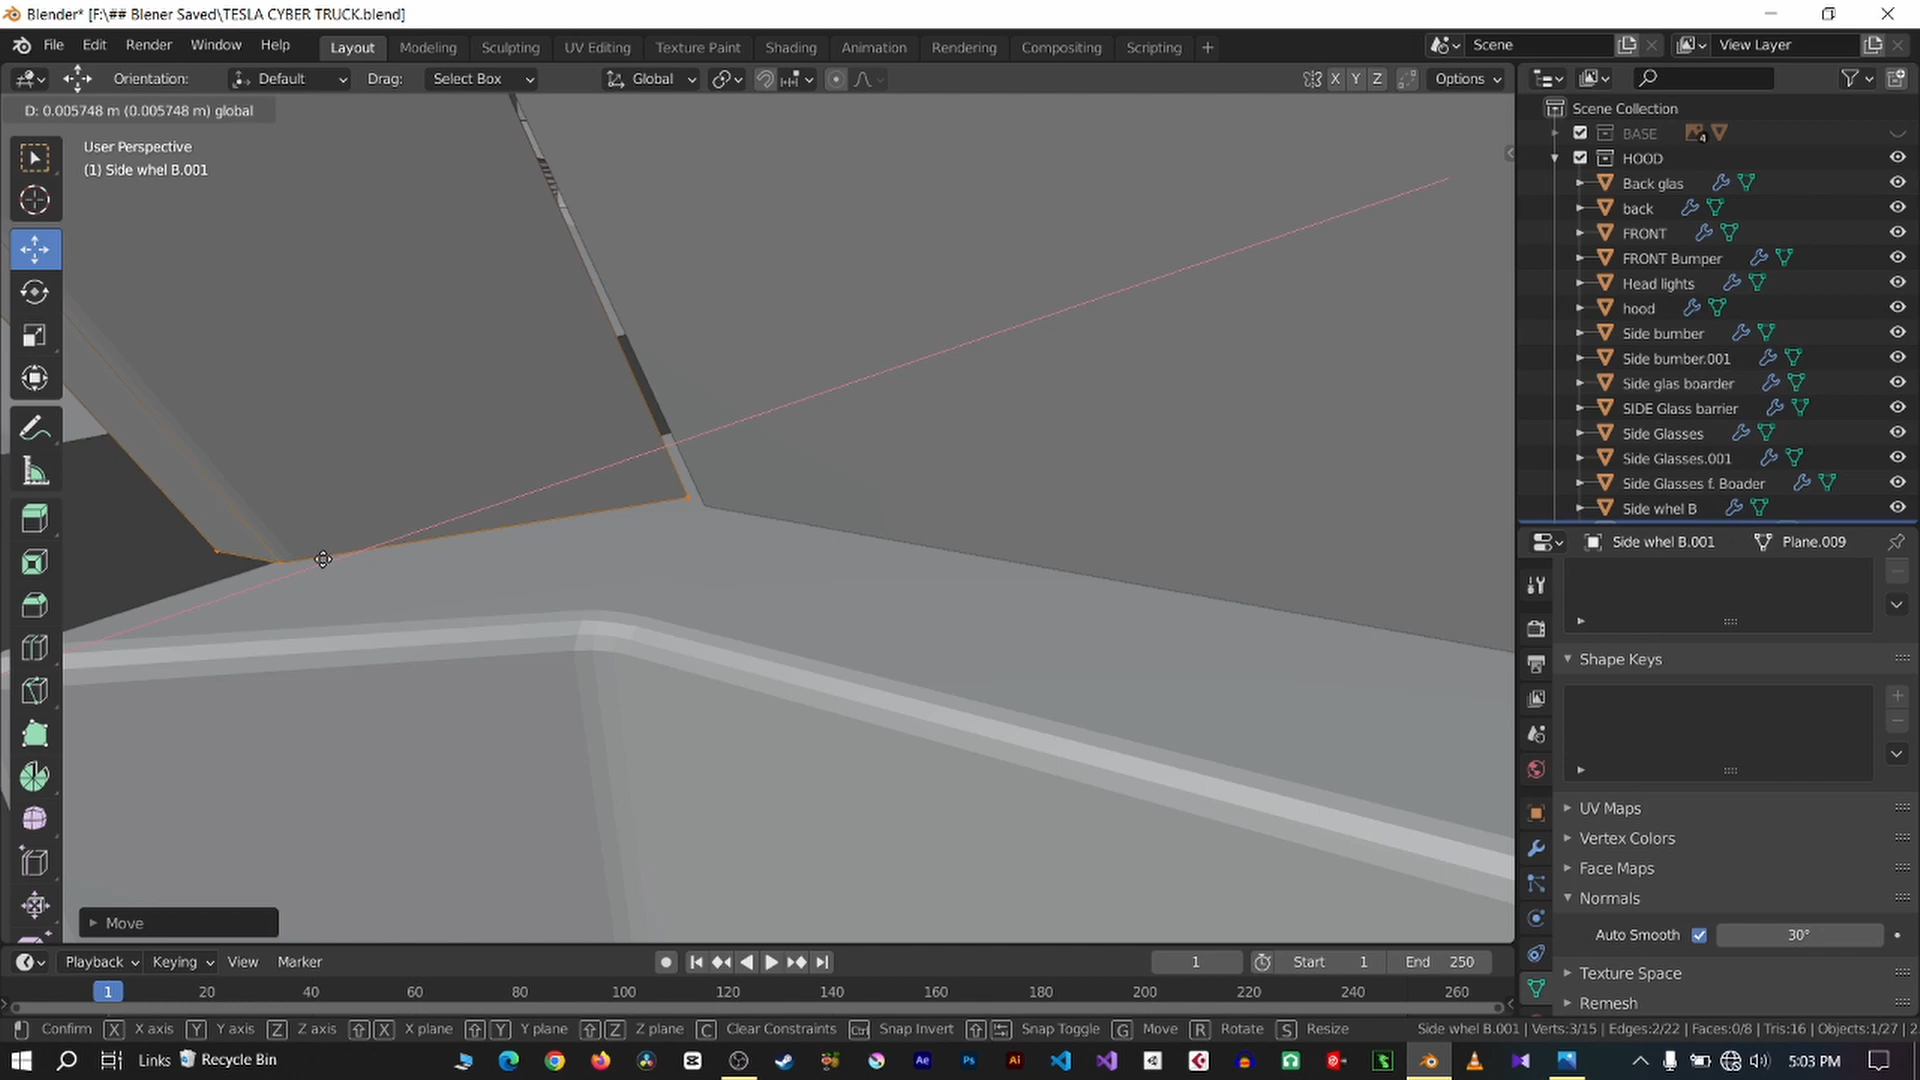 Blender* [F:\## Blener Saved\TESLA CYBER TRUCK.blend]
File Edit Render Window Help Layout Modeling Sculpting UV Editing Texture Paint Shading Animation Rendering Compositing Scripting + Scene View Layer
Orientation: Default Drag: Select Box Global X Y Z Options
D: 0.005748 m (0.005748 m) global
User Perspective
(1) Side whel B.001
Scene Collection
BASE 4
HOOD
Back glas
back
FRONT
FRONT Bumper
Head lights
hood
Side bumber
Side bumber.001
Side glas boarder
SIDE Glass barrier
Side Glasses
Side Glasses.001
Side Glasses f. Boader
Side whel B
Side whel B.001 Plane.009
Shape Keys
UV Maps
Vertex Colors
Face Maps
Normals
Auto Smooth 30°
Texture Space
Remesh
Move
Playback Keying View Marker 1 Start 1 End 250
1 20 40 60 80 100 120 140 160 180 200 220 240 260
Confirm X X axis Y Y axis Z Z axis X X plane Y Y plane Z Z plane C Clear Constraints Ctrl Snap Invert Snap Toggle G Move R Rotate S Resize Side whel B.001 | Verts:3/15 | Edges:2/22 | Faces:0/8 | Tris:16 | Objects:1/27 | 2.
Links Recycle Bin Ae Ps Ai 5:03 PM